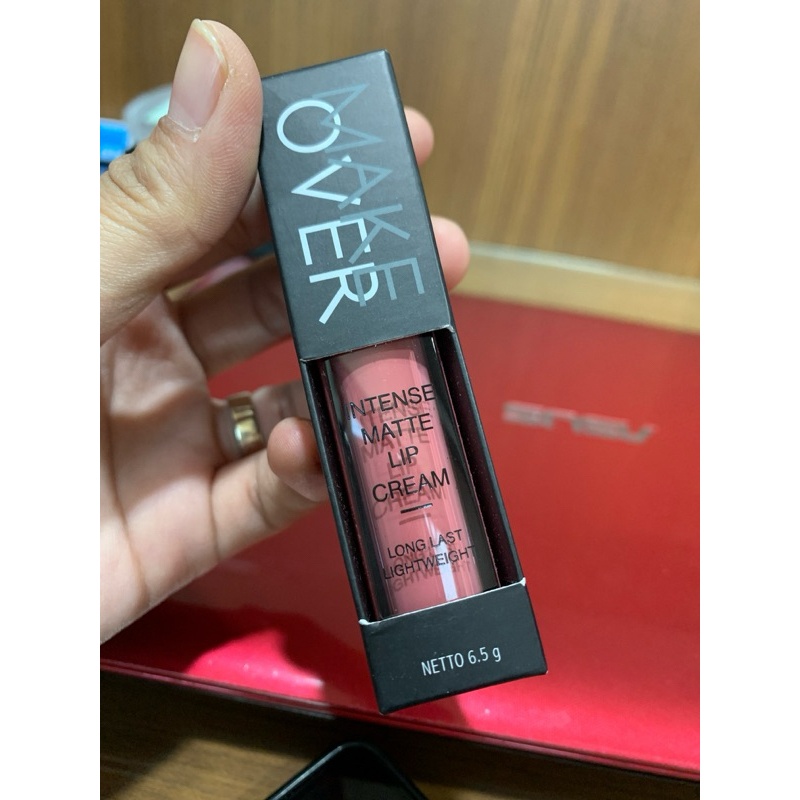 MAKE
OVER
INTENSE
MATTE
LIP
CREAM
LONG LAST
LIGHTWEIGHT
NETTO 6.5 g